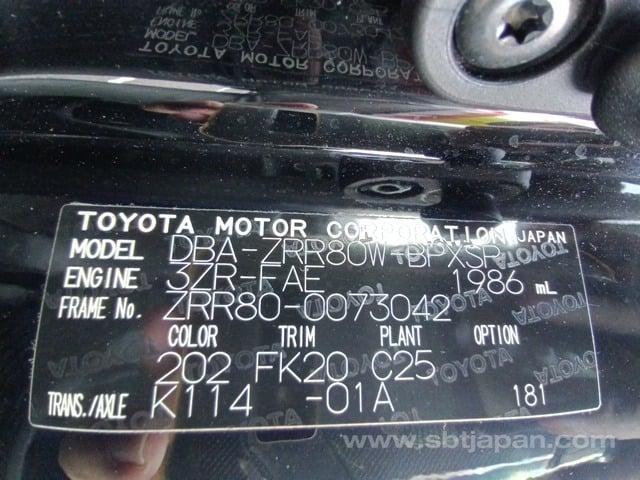 TOYOTA MOTOR CORPORATION JAPAN
MODEL DBA-ZRR80W-BPXSP
ENGINE 3ZR-FAE 1986 mL
FRAME No. ZRR80-0073042
COLOR TRIM PLANT OPTION
202 FK20 C25
TRANS./AXLE K114 -01A 181
www.sbtjapan.com